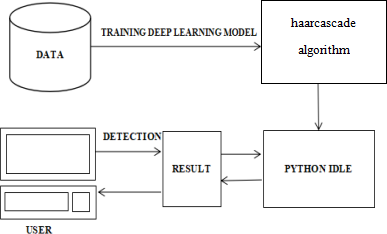 DATA
TRAINING DEEP LEARNING MODEL
haarcascade
algorithm
DETECTION
RESULT
PYTHON IDLE
USER